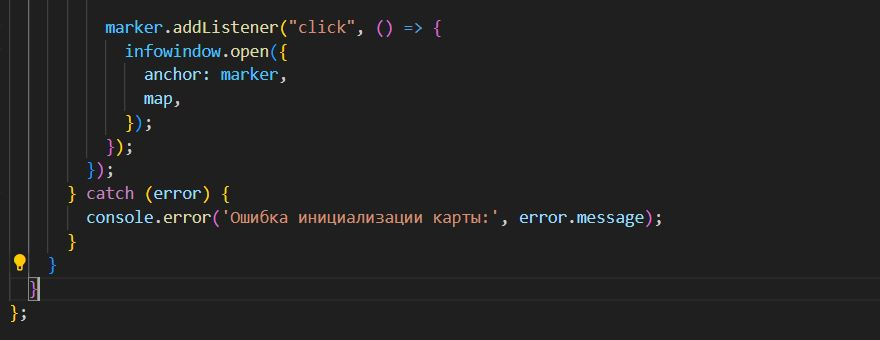 marker.addListener("click", () => {
infowindow.open({
anchor: marker,
map,
});
});
});
} catch (error) {
console.error('Ошибка инициализации карты:', error.message);
}
}
}
};